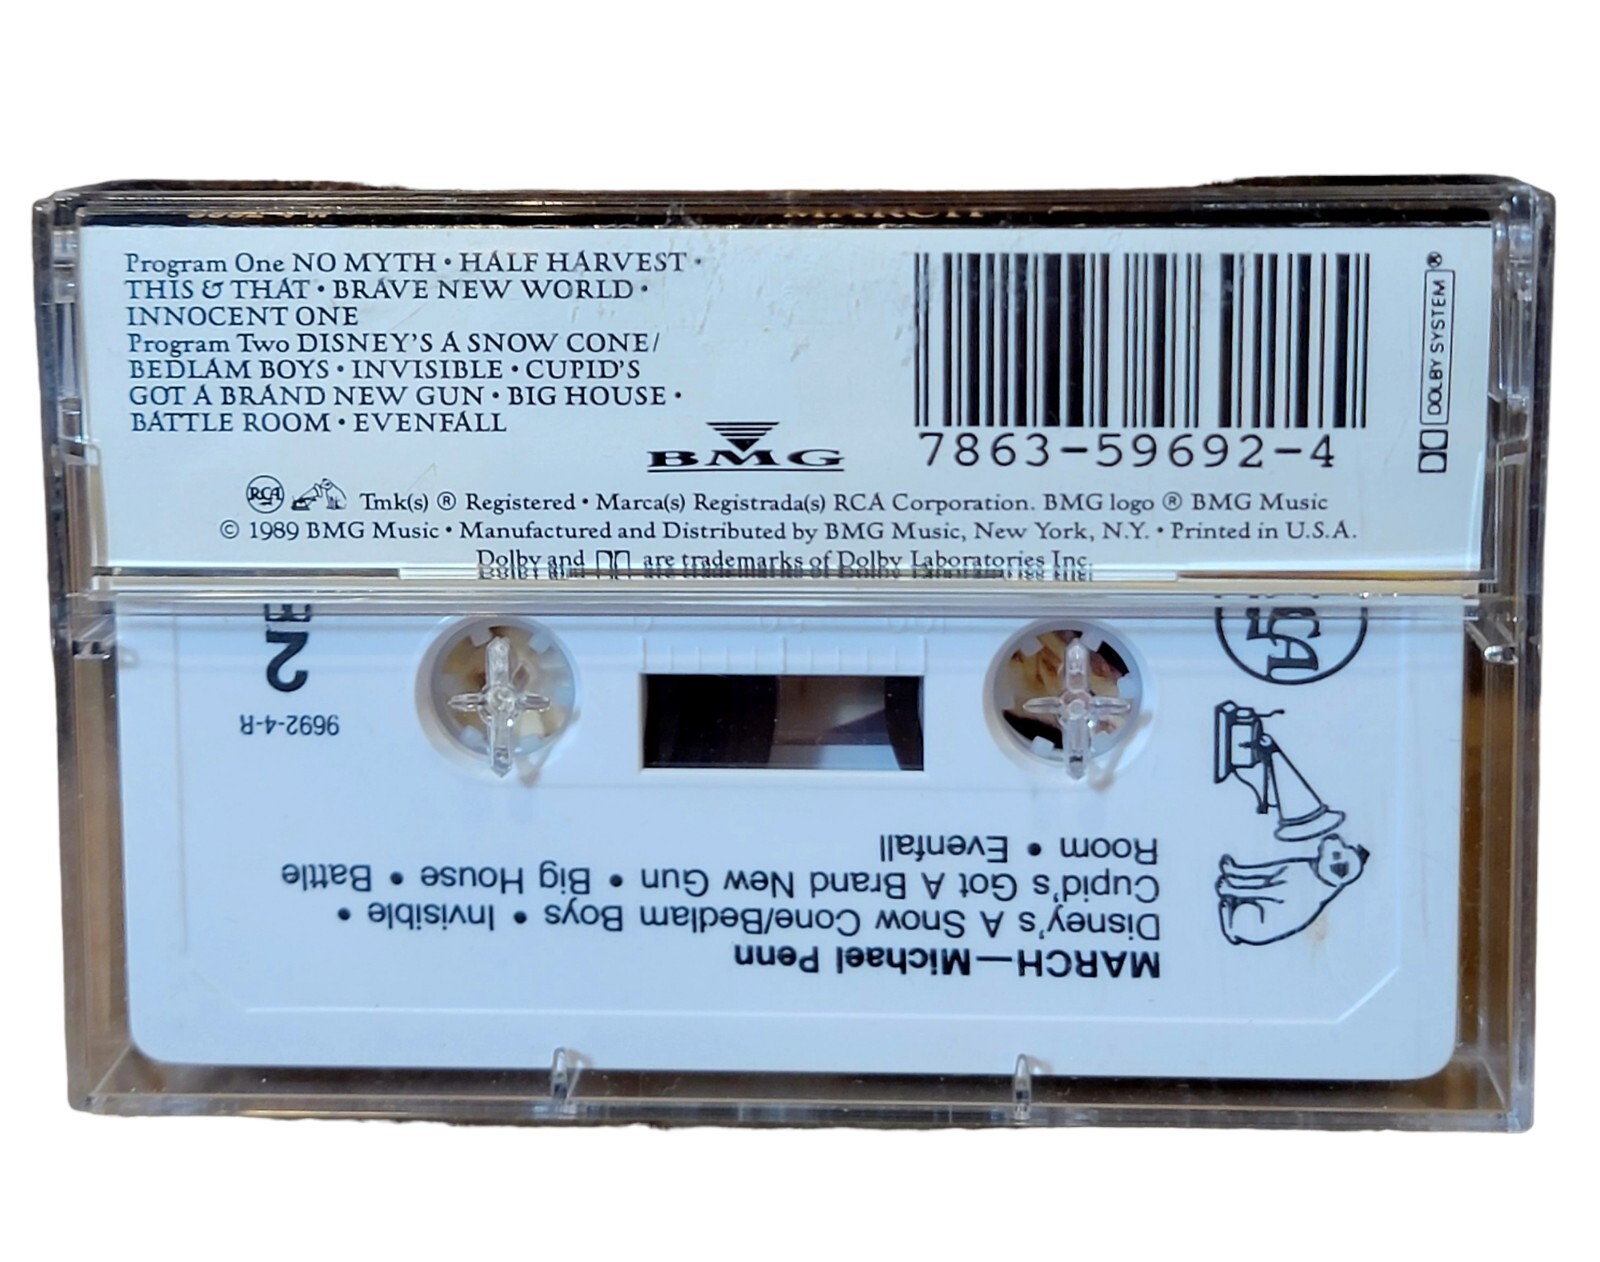 MARCH
Program One NO MYTH • HALF HARVEST •
THIS & THAT • BRAVE NEW WORLD •
INNOCENT ONE
Program Two DISNEY'S A SNOW CONE/
BEDLAM BOYS • INVISIBLE • CUPID'S
GOT A BRAND NEW GUN • BIG HOUSE •
BATTLE ROOM • EVENFALL
BMG
7863-59692-4
DOLBY SYSTEM®
RCA Tmk(s) ® Registered • Marca(s) Registrada(s) RCA Corporation. BMG logo ® BMG Music
© 1989 BMG Music • Manufactured and Distributed by BMG Music, New York, N.Y. • Printed in U.S.A.
Dolby and are trademarks of Dolby Laboratories Inc.
0 50 100
RCA
2
9692-4-R
MARCH—Michael Penn
Disney's A Snow Cone/Bedlam Boys • Invisible •
Cupid's Got A Brand New Gun • Big House • Battle
Room • Evenfall